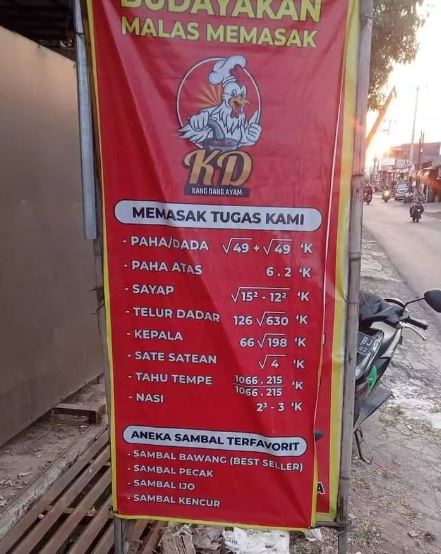 BUDAYAKAN
MALAS MEMASAK
KD
KANG DANG AYAM
MEMASAK TUGAS KAMI
- PAHA/DADA √49 + √49 'K
- PAHA ATAS 6 . 2 'K
- SAYAP √15² - 12² 'K
- TELUR DADAR 126 √630 'K
- KEPALA 66 √198 'K
- SATE SATEAN √4 'K
- TAHU TEMPE 1066 . 215 / 1066 . 215 'K
- NASI 2³ - 3 'K
ANEKA SAMBAL TERFAVORIT
- SAMBAL BAWANG (BEST SELLER)
- SAMBAL PECAK
- SAMBAL IJO
- SAMBAL KENCUR